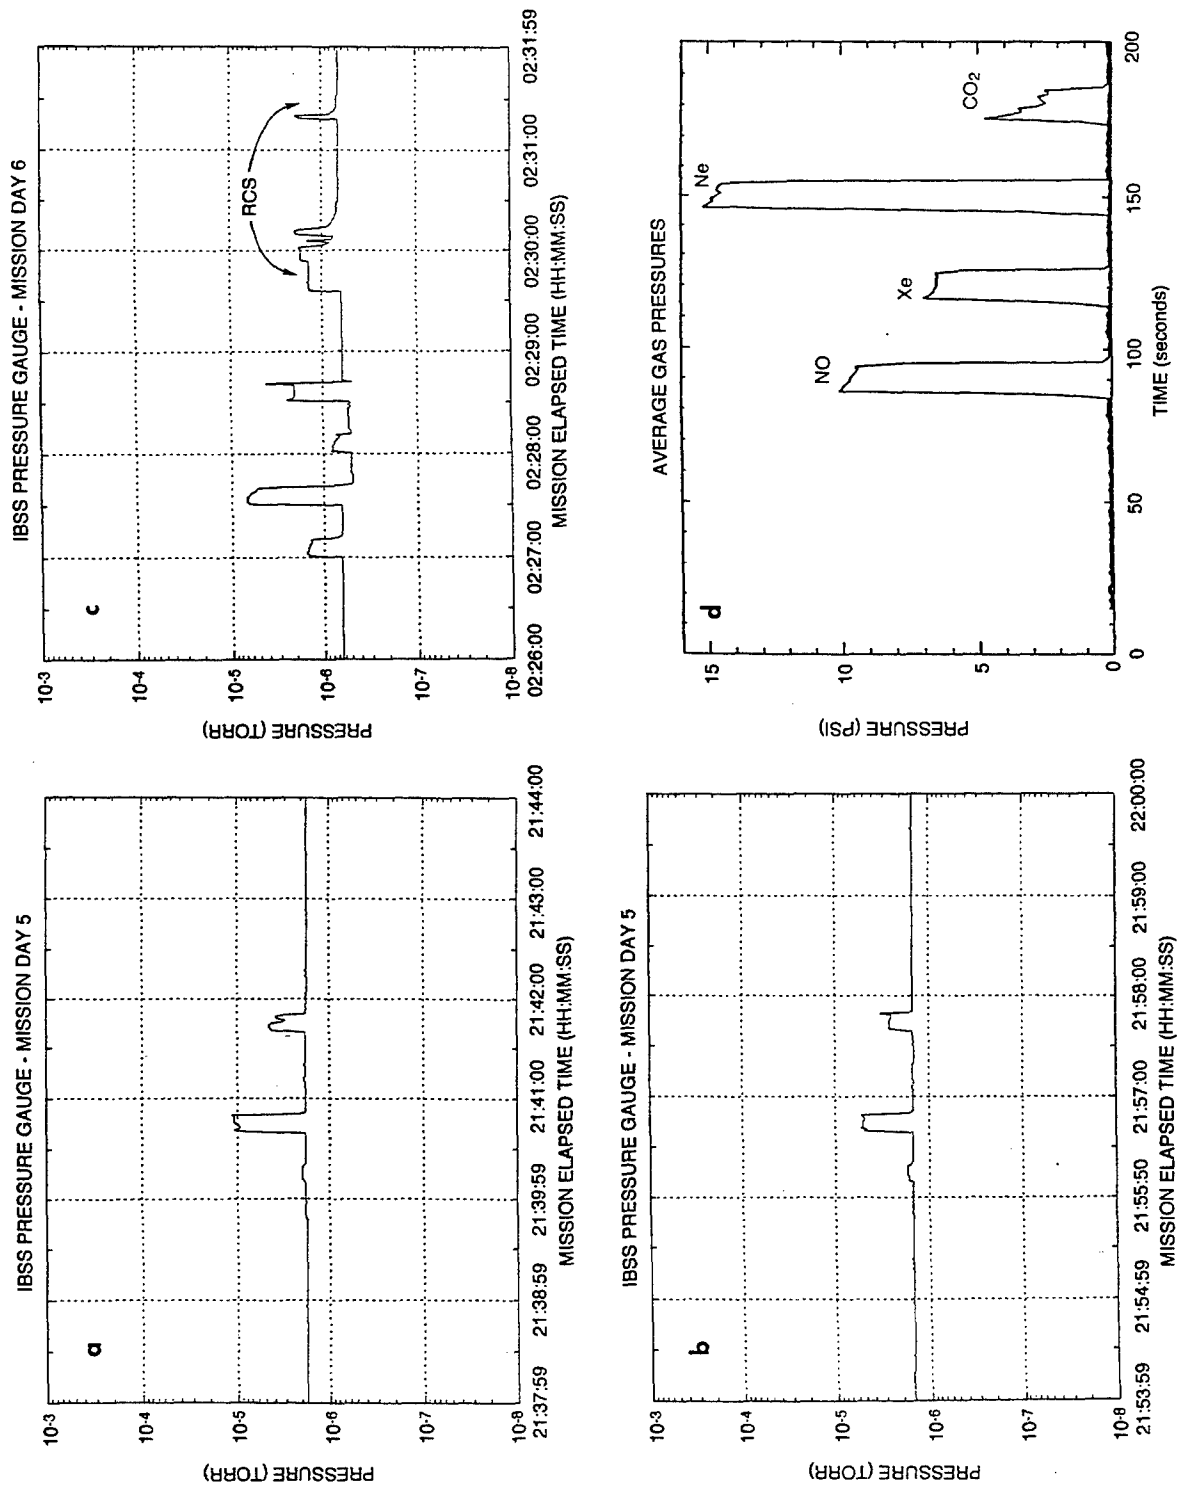 IBSS PRESSURE GAUGE - MISSION DAY 5
a
PRESSURE (TORR)
10-3
10-4
10-5
10-6
10-7
10-8
21:37:59 21:38:59 21:39:59 21:41:00 21:42:00 21:43:00 21:44:00
MISSION ELAPSED TIME (HH:MM:SS)
IBSS PRESSURE GAUGE - MISSION DAY 6
c
RCS
PRESSURE (TORR)
10-3
10-4
10-5
10-6
10-7
10-8
02:26:00 02:27:00 02:28:00 02:29:00 02:30:00 02:31:00 02:31:59
MISSION ELAPSED TIME (HH:MM:SS)
IBSS PRESSURE GAUGE - MISSION DAY 5
b
PRESSURE (TORR)
10-3
10-4
10-5
10-6
10-7
10-8
21:53:59 21:54:59 21:55:50 21:57:00 21:58:00 21:59:00 22:00:00
MISSION ELAPSED TIME (HH:MM:SS)
AVERAGE GAS PRESSURES
d
NO
Xe
Ne
CO2
PRESSURE (PSI)
15
10
5
0
0 50 100 150 200
TIME (seconds)